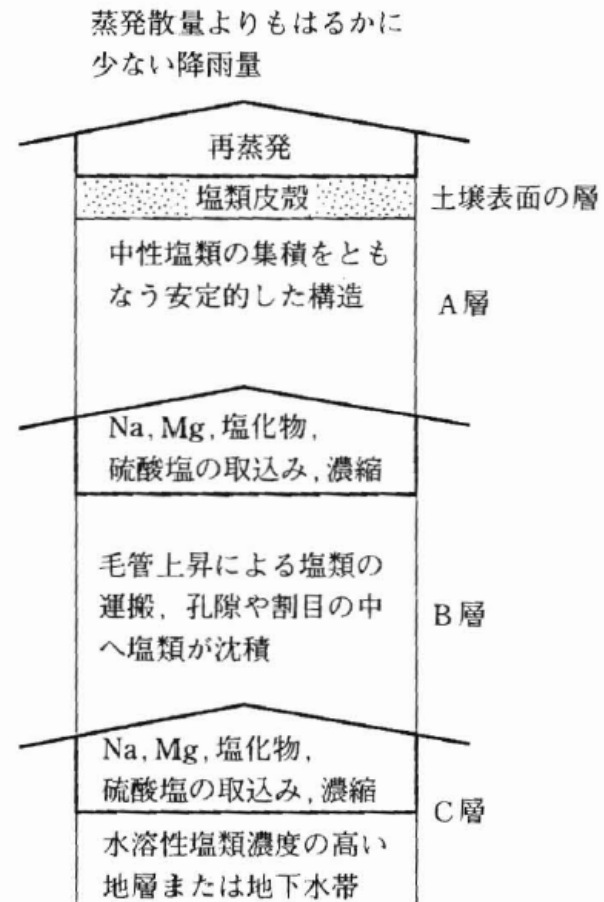 蒸発散量よりもはるかに
少ない降雨量
再蒸発
塩類皮殻
土壌表面の層
中性塩類の集積をとも
なう安定的した構造
A層
Na, Mg, 塩化物,
硫酸塩の取込み, 濃縮
毛管上昇による塩類の
運搬, 孔隙や割目の中
へ塩類が沈積
B層
Na, Mg, 塩化物,
硫酸塩の取込み, 濃縮
C層
水溶性塩類濃度の高い
地層または地下水帯